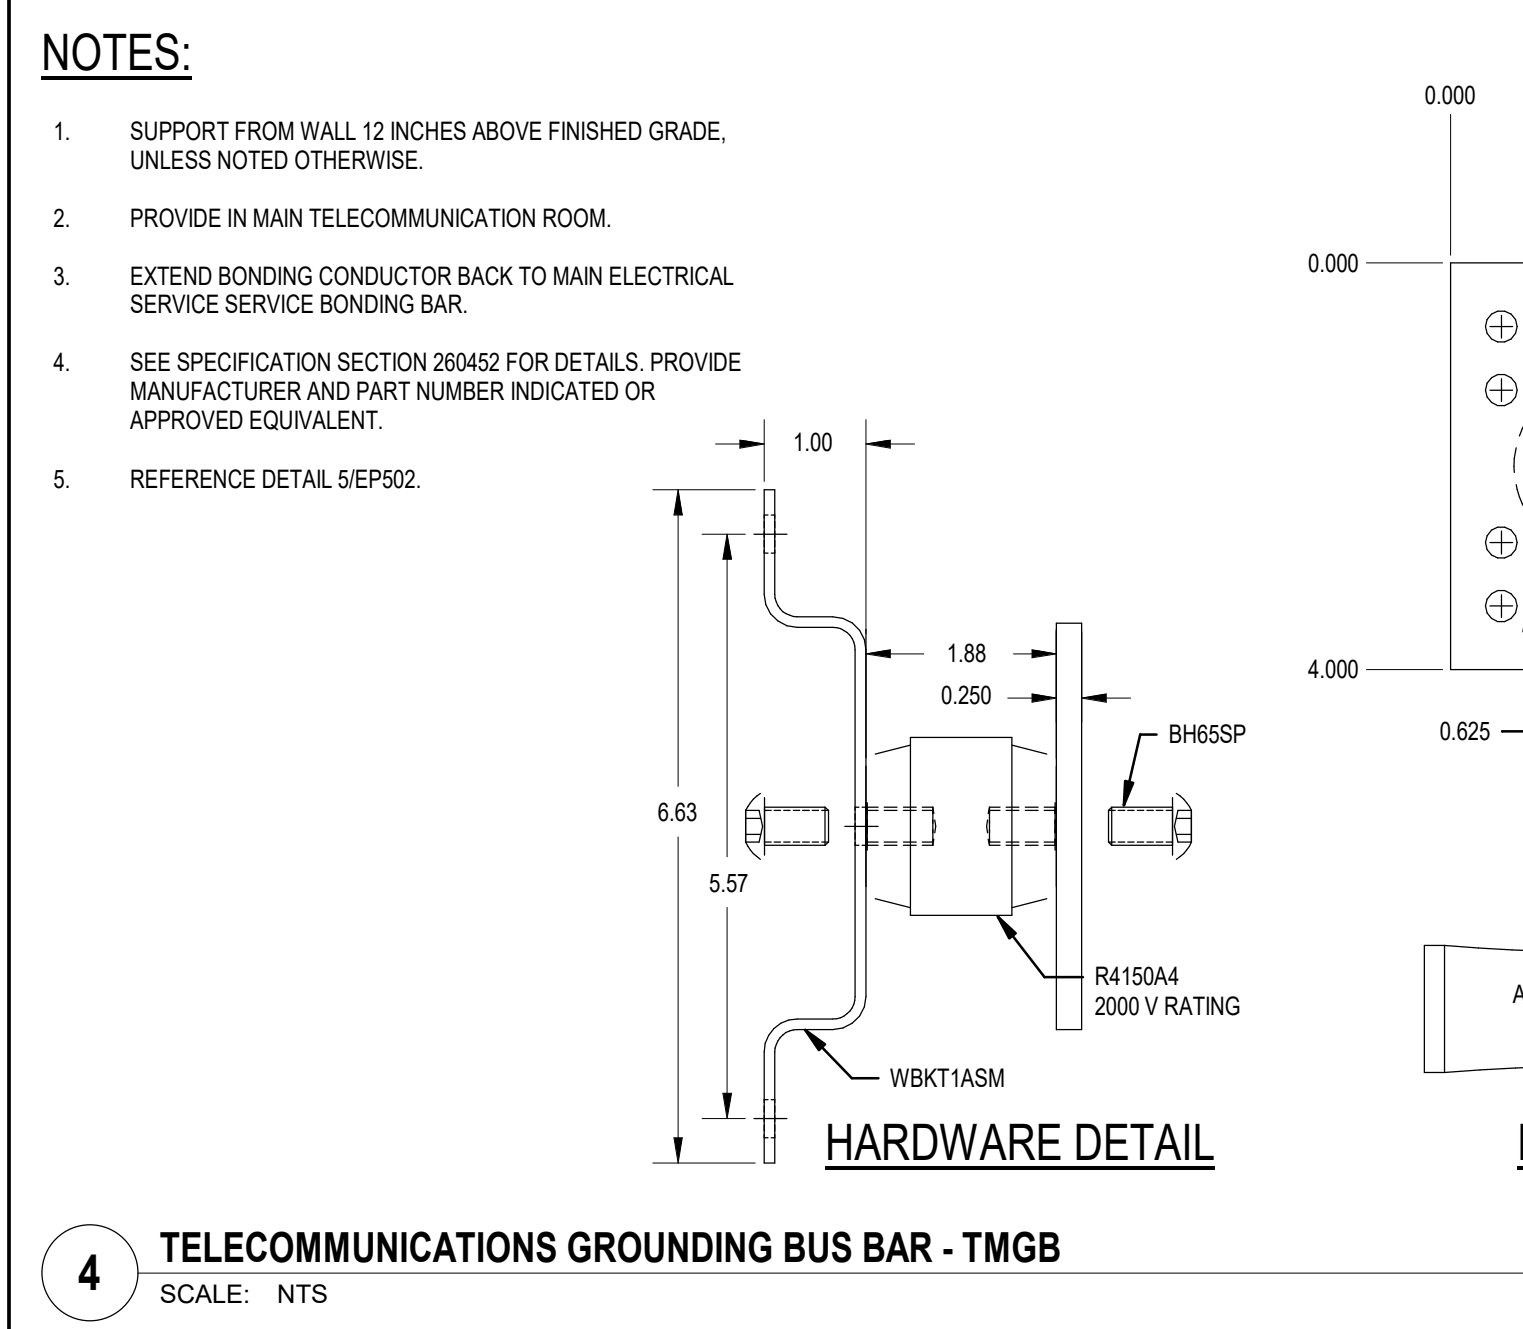 NOTES:
1. SUPPORT FROM WALL 12 INCHES ABOVE FINISHED GRADE,
UNLESS NOTED OTHERWISE.
2. PROVIDE IN MAIN TELECOMMUNICATION ROOM.
3. EXTEND BONDING CONDUCTOR BACK TO MAIN ELECTRICAL
SERVICE SERVICE BONDING BAR.
4. SEE SPECIFICATION SECTION 260452 FOR DETAILS. PROVIDE
MANUFACTURER AND PART NUMBER INDICATED OR
APPROVED EQUIVALENT.
5. REFERENCE DETAIL 5/EP502.
1.00
6.63
5.57
1.88
0.250
BH65SP
R4150A4
2000 V RATING
WBKT1ASM
HARDWARE DETAIL
0.000
0.000
4.000
0.625
A
4
TELECOMMUNICATIONS GROUNDING BUS BAR - TMGB
SCALE: NTS